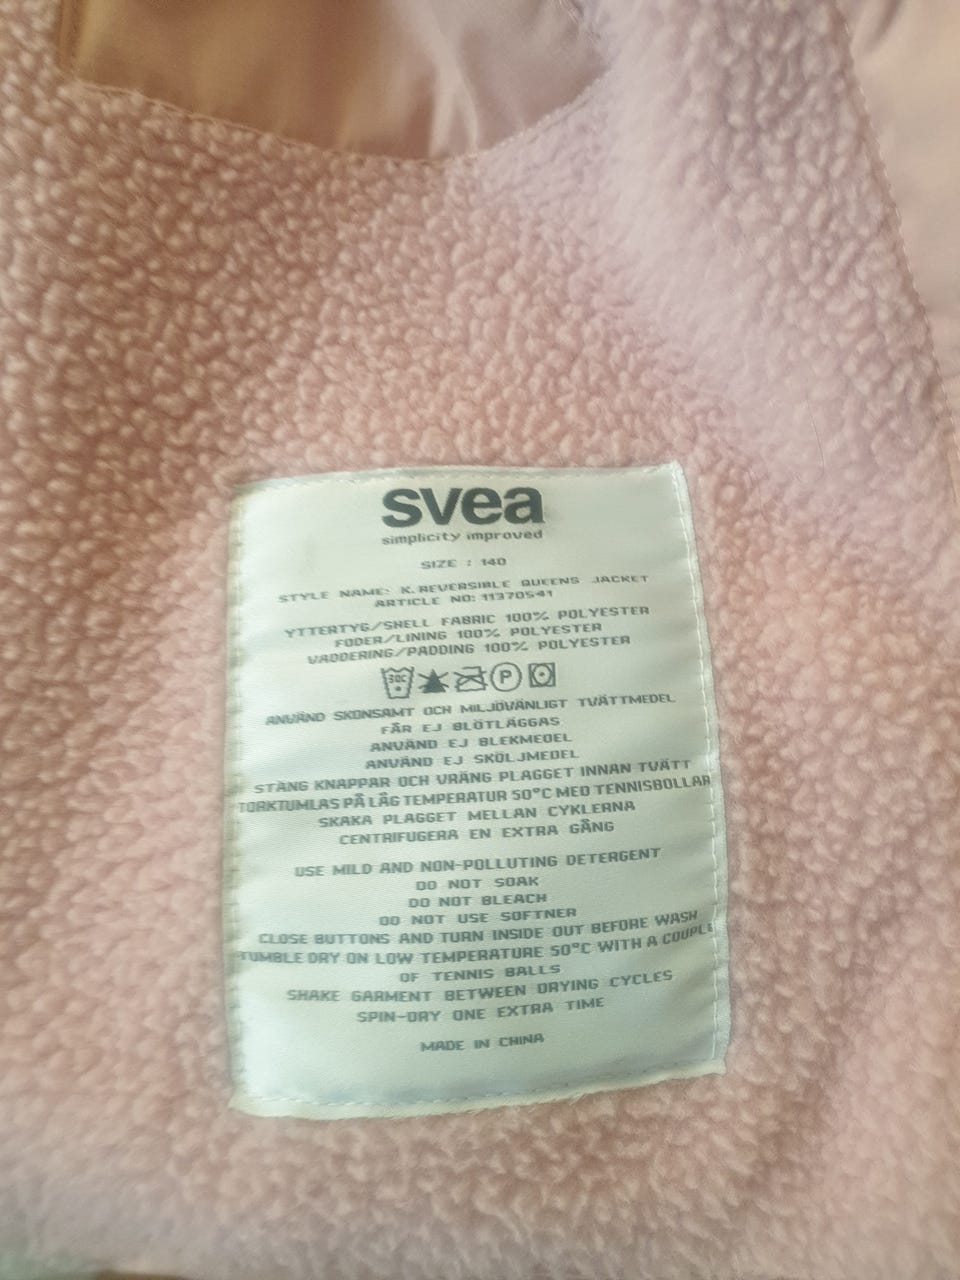 svea
simplicity improved
SIZE : 140
STYLE NAME: K.REVERSIBLE QUEENS JACKET
ARTICLE NO: 11370541
YTTERTYG/SHELL FABRIC 100% POLYESTER
FODER/LINING 100% POLYESTER
VADDERING/PADDING 100% POLYESTER
30C P
ANVÄND SKONSAMT OCH MILJÖVÄNLIGT TVÄTTMEDEL
FÅR EJ BLÖTLÄGGAS
ANVÄND EJ BLEKMEDEL
ANVÄND EJ SKÖLJMEDEL
STÄNG KNAPPAR OCH VRÄNG PLAGGET INNAN TVÄTT
TORKTUMLAS PÅ LÅG TEMPERATUR 50°C MED TENNISBOLLAR
SKAKA PLAGGET MELLAN CYKLERNA
CENTRIFUGERA EN EXTRA GÅNG
USE MILD AND NON-POLLUTING DETERGENT
DO NOT SOAK
DO NOT BLEACH
DO NOT USE SOFTNER
CLOSE BUTTONS AND TURN INSIDE OUT BEFORE WASH
TUMBLE DRY ON LOW TEMPERATURE 50°C WITH A COUPLE
OF TENNIS BALLS
SHAKE GARMENT BETWEEN DRYING CYCLES
SPIN-DRY ONE EXTRA TIME
MADE IN CHINA